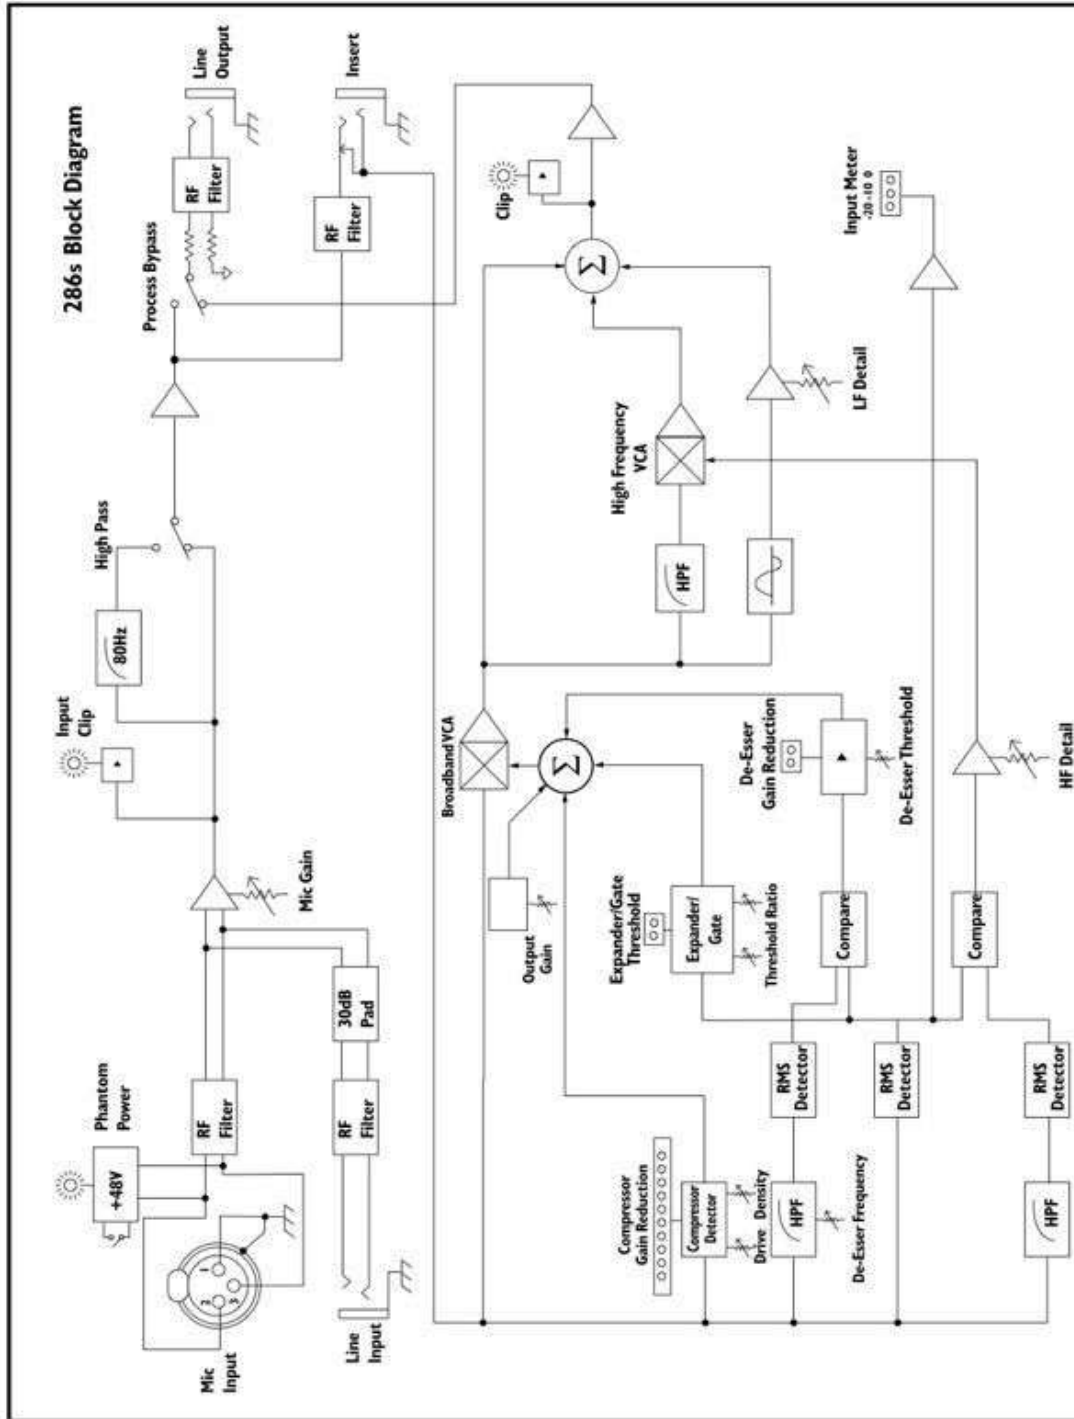 286s Block Diagram
Phantom
Power
+48V
Mic
Input
1
2
3
RF
Filter
Line
Input
RF
Filter
30dB
Pad
Mic Gain
Input
Clip
80Hz
High Pass
Process Bypass
RF
Filter
Line
Output
RF
Filter
Insert
Broadband VCA
Σ
Output
Gain
Compressor
Gain Reduction
Compressor
Detector
Drive Density
HPF
De-Esser Frequency
RMS
Detector
RMS
Detector
HPF
RMS
Detector
Expander/Gate
Threshold
Expander/
Gate
Threshold Ratio
Compare
De-Esser
Gain Reduction
De-Esser Threshold
Compare
HF Detail
HPF
High Frequency
VCA
LF Detail
Σ
Clip
Input Meter
-20 -10 0